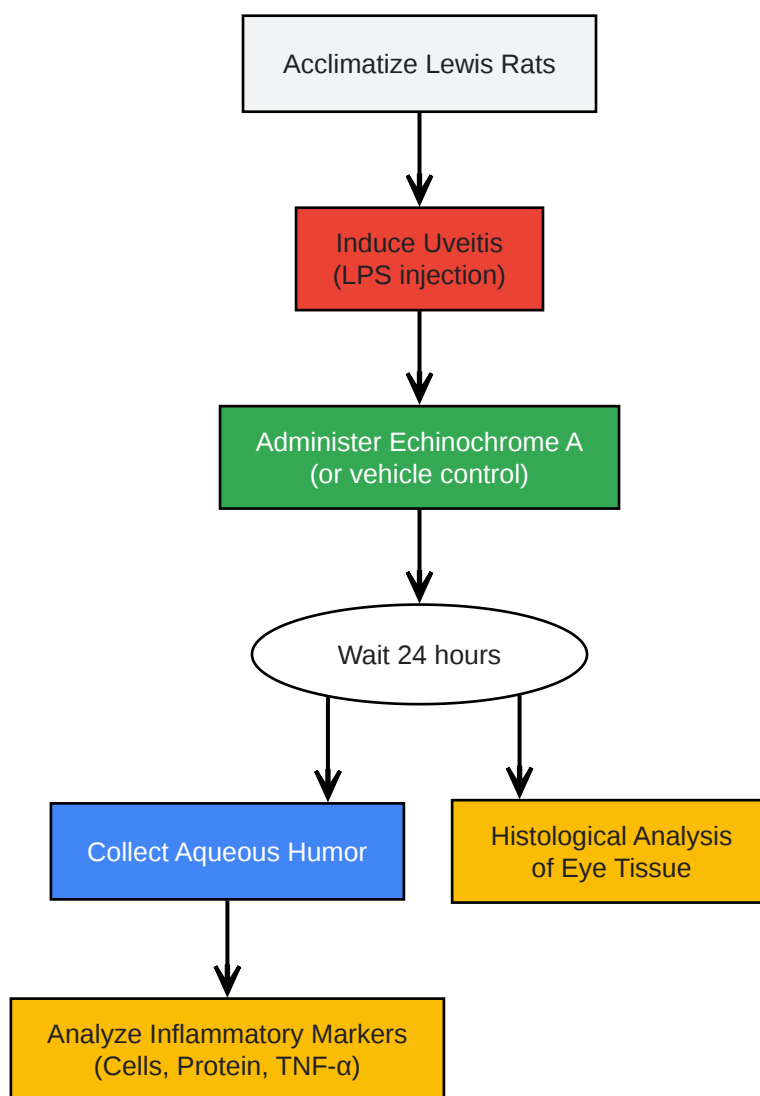 Acclimatize Lewis Rats
Induce Uveitis
(LPS injection)
Administer Echinochrome A
(or vehicle control)
Wait 24 hours
Collect Aqueous Humor
Histological Analysis
of Eye Tissue
Analyze Inflammatory Markers
(Cells, Protein, TNF-α)